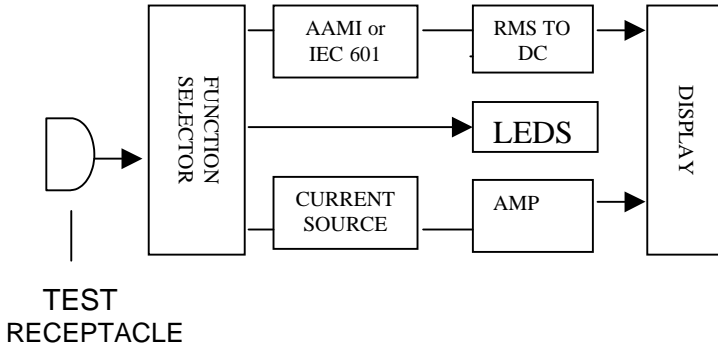 AAMI or
IEC 601
RMS TO
DC
FUNCTION
SELECTOR
LEDS
DISPLAY
CURRENT
SOURCE
AMP
TEST
RECEPTACLE